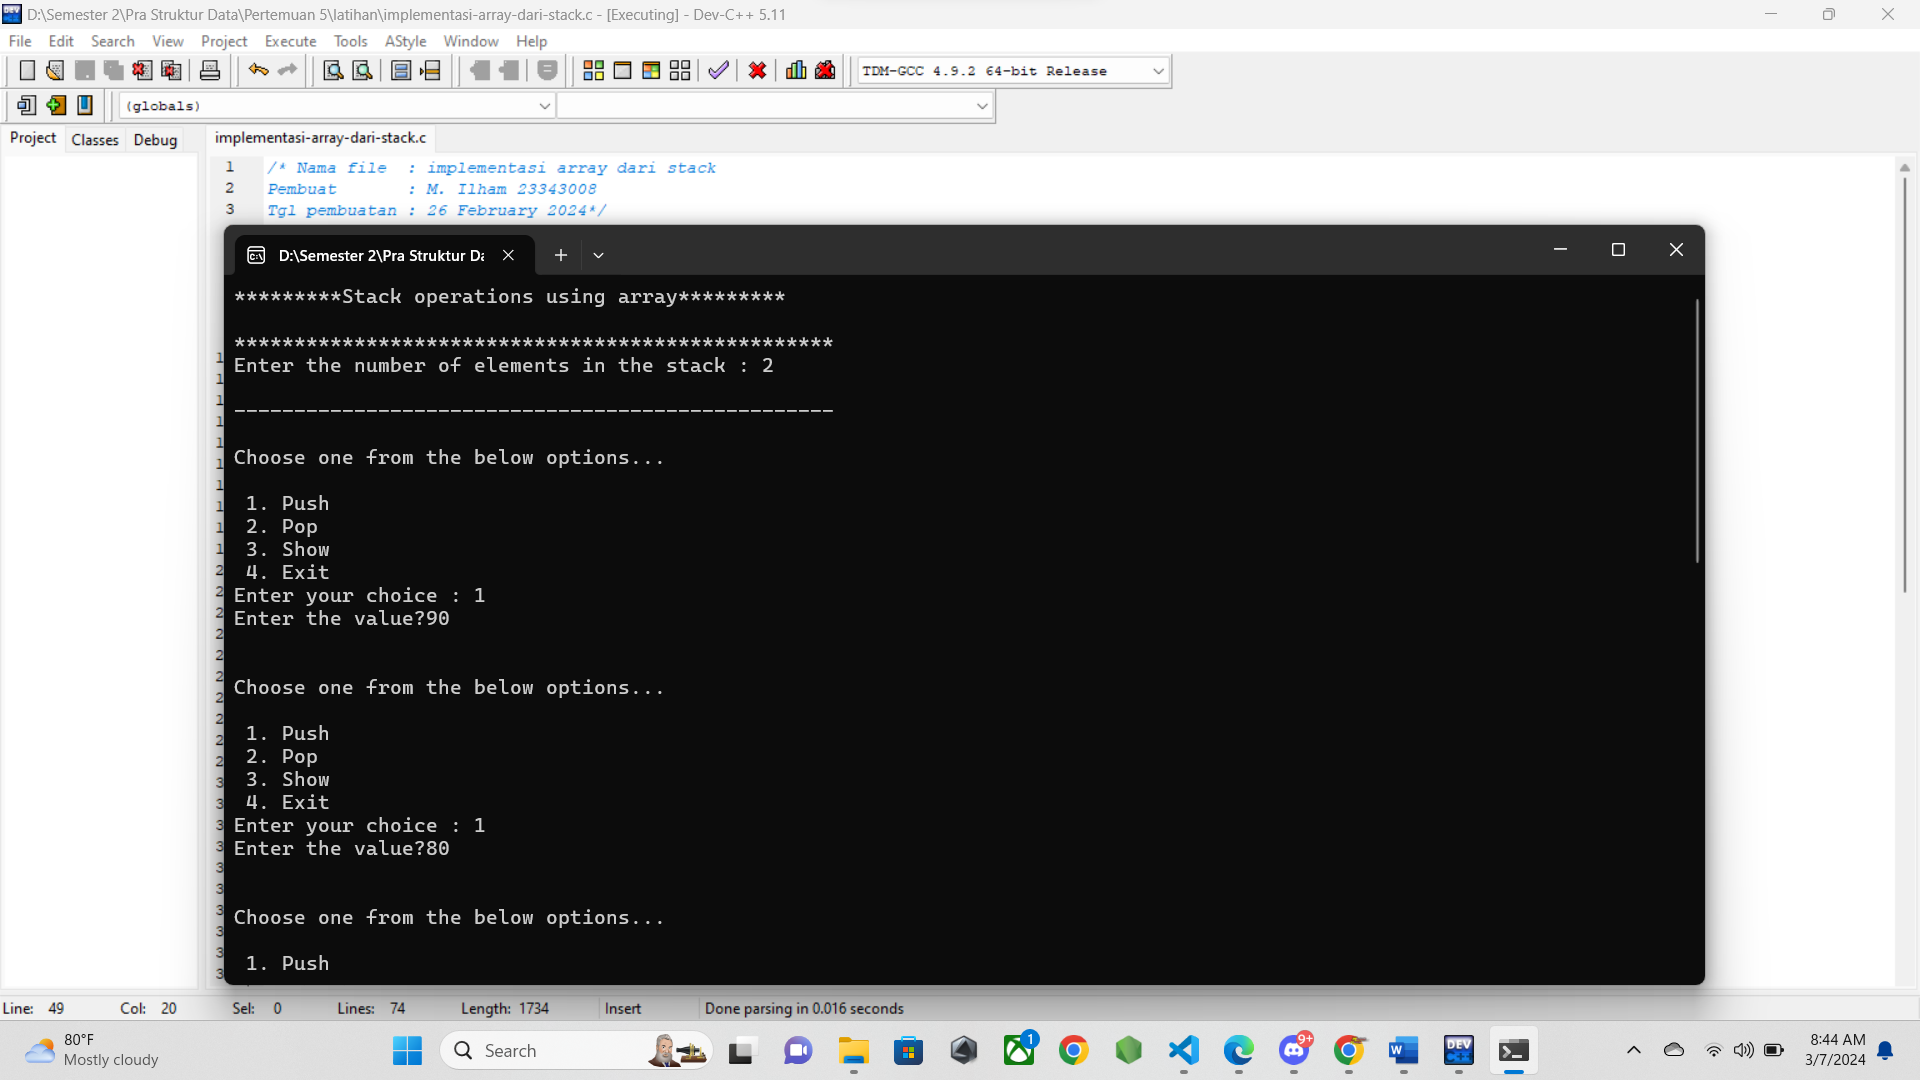 D:\Semester 2\Pra Struktur Data\Pertemuan 5\latihan\implementasi-array-dari-stack.c - [Executing] - Dev-C++ 5.11
File Edit Search View Project Execute Tools AStyle Window Help
TDM-GCC 4.9.2 64-bit Release
(globals)
Project Classes Debug
implementasi-array-dari-stack.c
1 /* Nama file : implementasi array dari stack
2 Pembuat : M. Ilham 23343008
3 Tgl pembuatan : 26 February 2024*/
D:\Semester 2\Pra Struktur Da
*********Stack operations using array*********
**************************************************
Enter the number of elements in the stack : 2
--------------------------------------------------
Choose one from the below options...
1. Push
2. Pop
3. Show
4. Exit
Enter your choice : 1
Enter the value?90
Choose one from the below options...
1. Push
2. Pop
3. Show
4. Exit
Enter your choice : 1
Enter the value?80
Choose one from the below options...
1. Push
Line: 49 Col: 20 Sel: 0 Lines: 74 Length: 1734 Insert Done parsing in 0.016 seconds
80°F
Mostly cloudy
Search
1
9+
DEV
C++
8:44 AM
3/7/2024